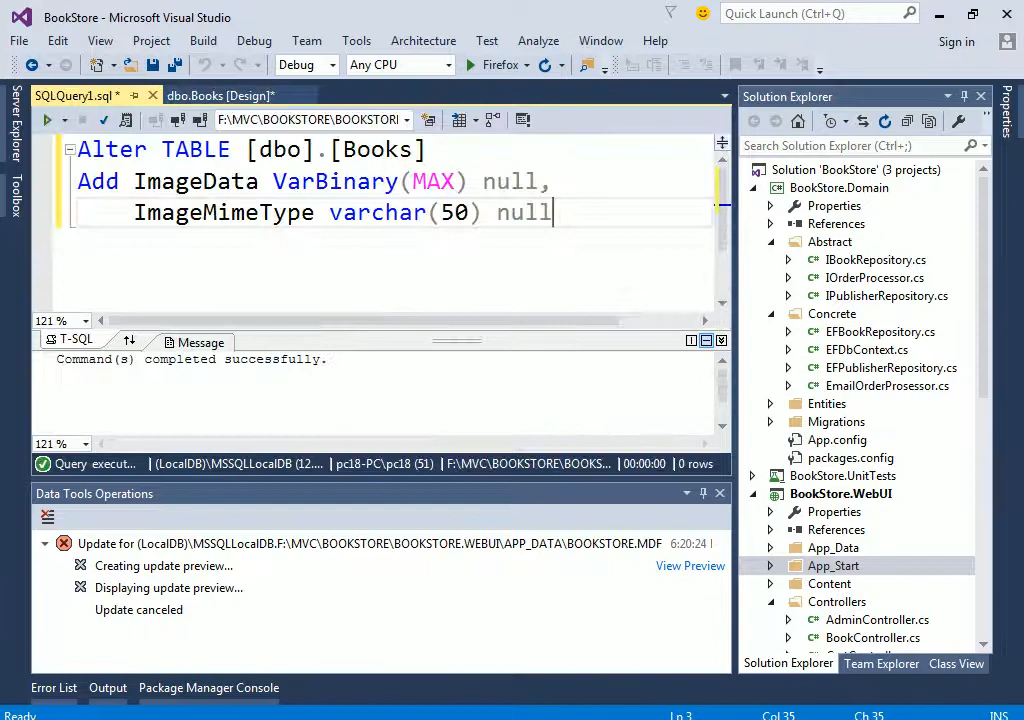 BookStore - Microsoft Visual Studio
Quick Launch (Ctrl+Q)
File Edit View Project Build Debug Team Tools Architecture Test Analyze Window Help Sign in
Debug Any CPU Firefox
SQLQuery1.sql * dbo.Books [Design]*
Server Explorer
Toolbox
F:\MVC\BOOKSTORE\BOOKSTORI
Alter TABLE [dbo].[Books]
Add ImageData VarBinary(MAX) null,
ImageMimeType varchar(50) null
121 %
T-SQL Message
Command(s) completed successfully.
121 %
Query execut... (LocalDB)\MSSQLLocalDB (12.... pc18-PC\pc18 (51) F:\MVC\BOOKSTORE\BOOKS... 00:00:00 0 rows
Data Tools Operations
Update for (LocalDB)\MSSQLLocalDB.F:\MVC\BOOKSTORE\BOOKSTORE.WEBUI\APP_DATA\BOOKSTORE.MDF 6:20:24
Creating update preview... View Preview
Displaying update preview...
Update canceled
Error List Output Package Manager Console
Solution Explorer
Search Solution Explorer (Ctrl+;)
Solution 'BookStore' (3 projects)
BookStore.Domain
Properties
References
Abstract
IBookRepository.cs
IOrderProcessor.cs
IPublisherRepository.cs
Concrete
EFBookRepository.cs
EFDbContext.cs
EFPublisherRepository.cs
EmailOrderProsessor.cs
Entities
Migrations
App.config
packages.config
BookStore.UnitTests
BookStore.WebUI
Properties
References
App_Data
App_Start
Content
Controllers
AdminController.cs
BookController.cs
Solution Explorer Team Explorer Class View
Properties
Ready Ln 3 Col 35 Ch 35 INS